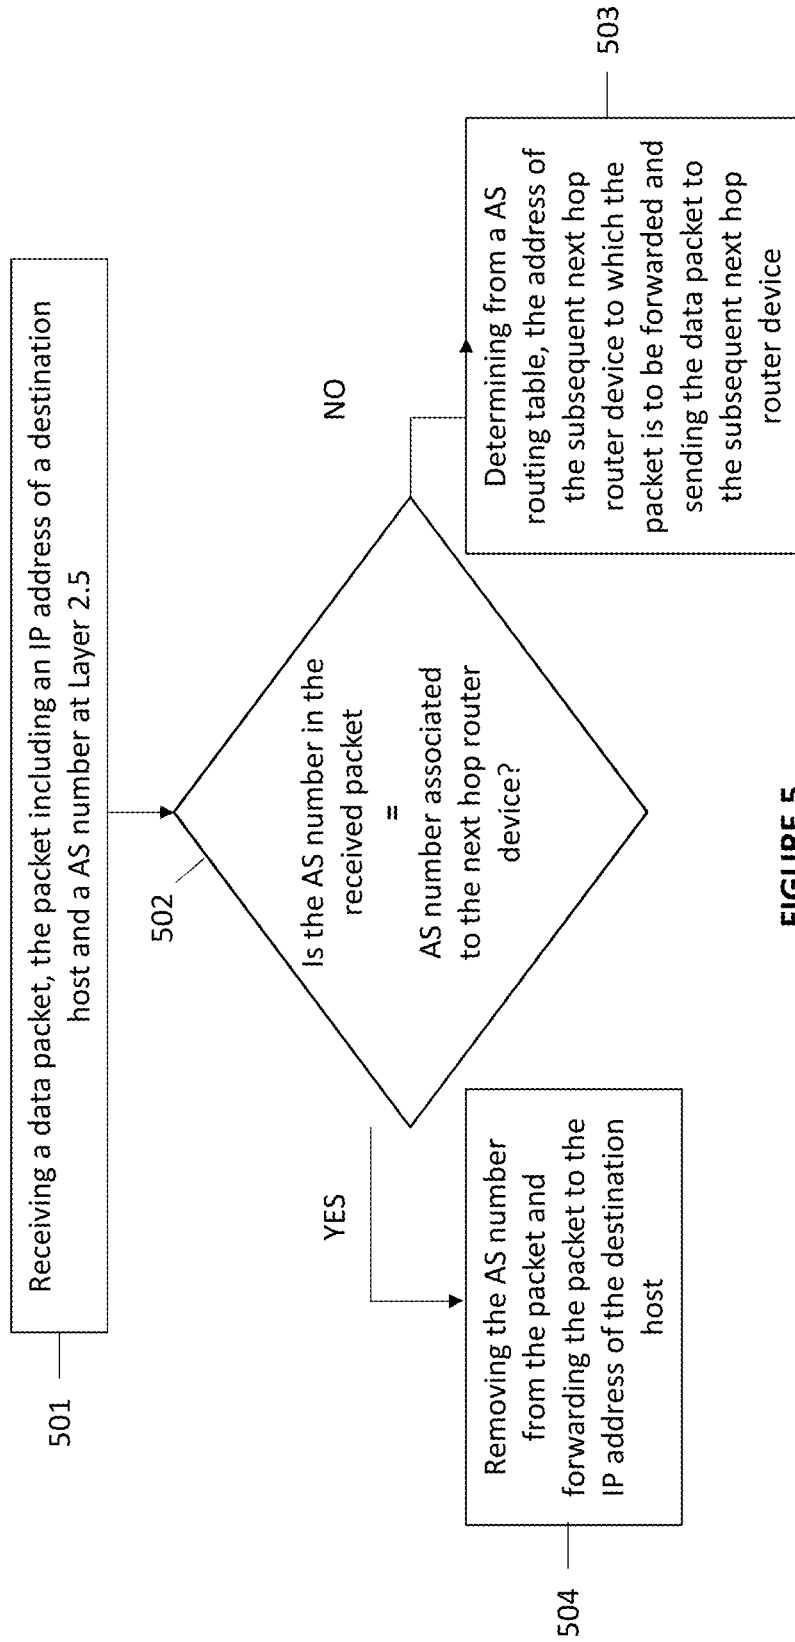 501
Receiving a data packet, the packet including an IP address of a destination
host and a AS number at Layer 2.5
502
Is the AS number in the
received packet
=
AS number associated
to the next hop router
device?
YES
NO
504
Removing the AS number
from the packet and
forwarding the packet to the
IP address of the destination
host
Determining from a AS
routing table, the address of
the subsequent next hop
router device to which the
packet is to be forwarded and
sending the data packet to
the subsequent next hop
router device
503
FIGURE 5